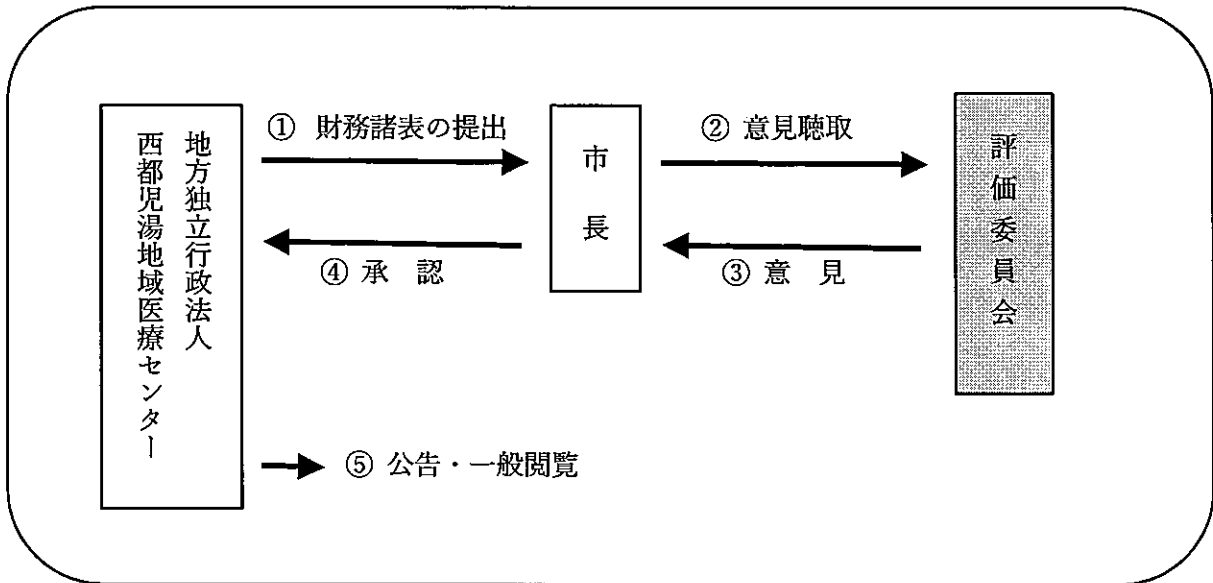 地方独立行政法人
西都児湯地域医療センター
① 財務諸表の提出
市長
② 意見聴取
評価委員会
③ 意 見
④ 承 認
⑤ 公告・一般閲覧